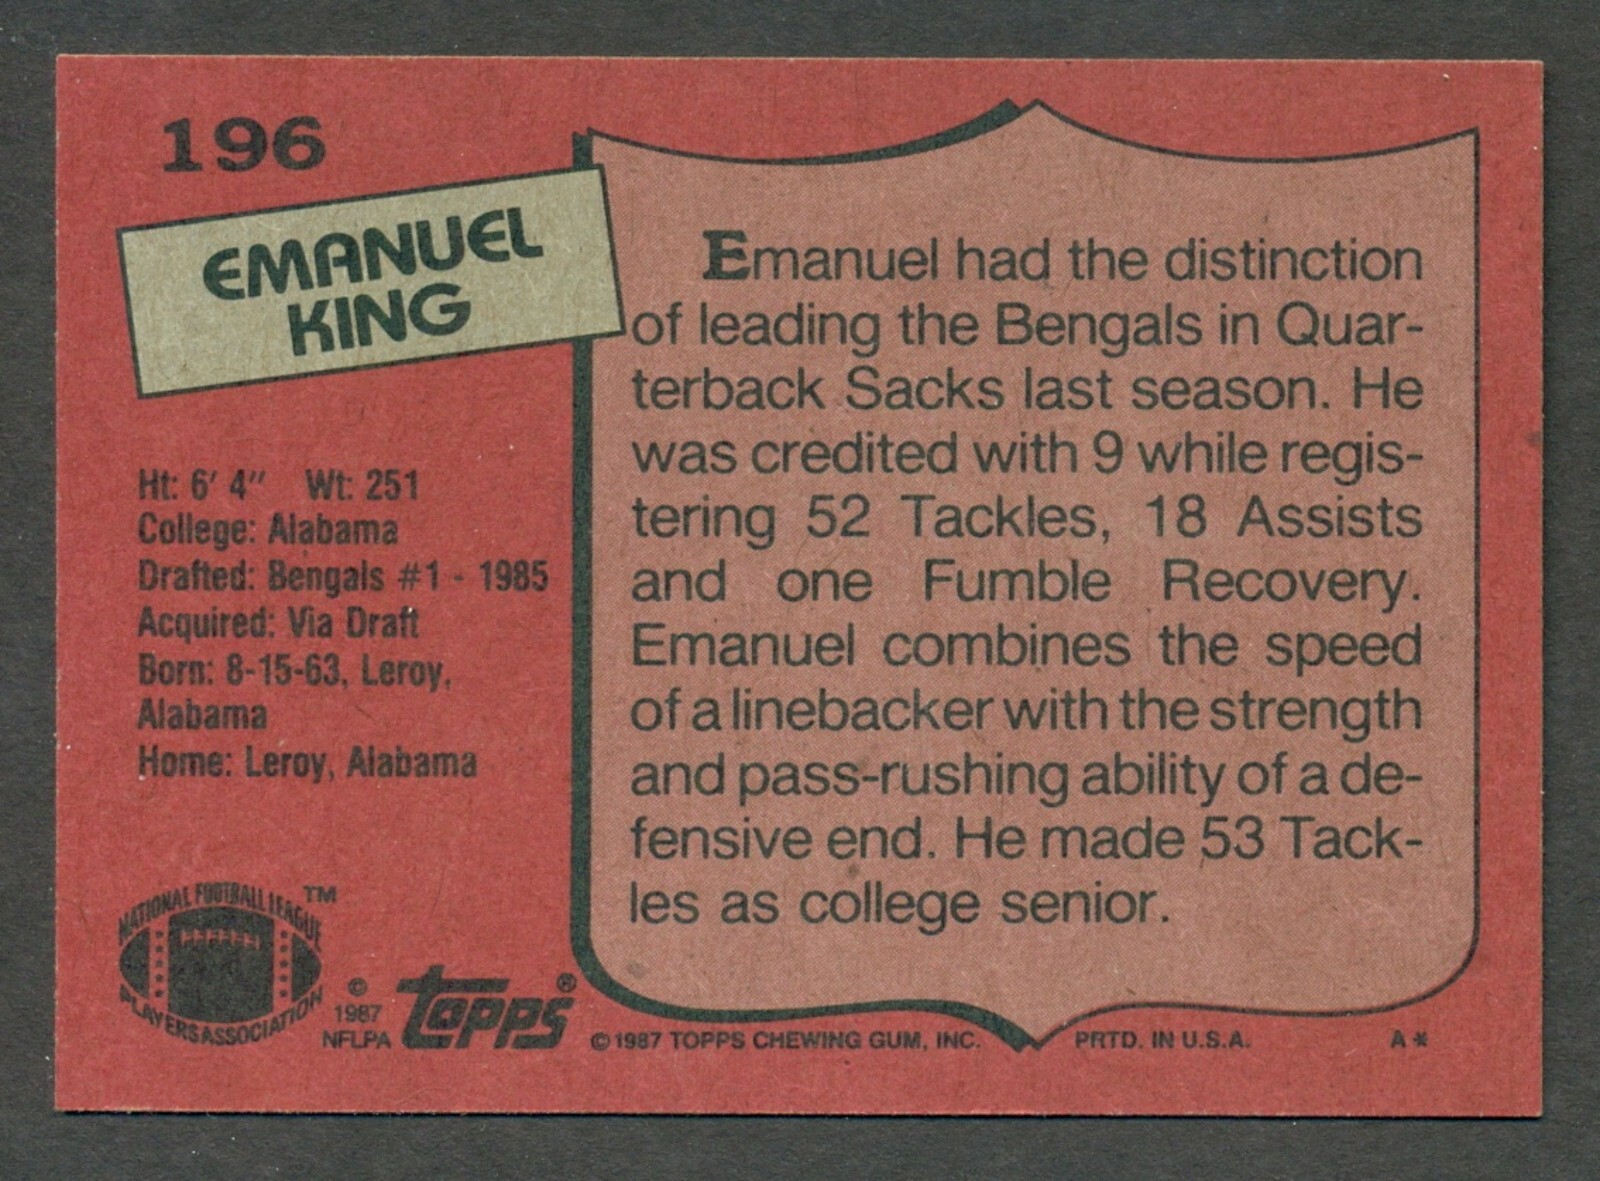 196
EMANUEL
KING
Ht: 6' 4" Wt: 251
College: Alabama
Drafted: Bengals #1 - 1985
Acquired: Via Draft
Born: 8-15-63, Leroy,
Alabama
Home: Leroy, Alabama
Emanuel had the distinction
of leading the Bengals in Quar-
terback Sacks last season. He
was credited with 9 while regis-
tering 52 Tackles, 18 Assists
and one Fumble Recovery.
Emanuel combines the speed
of a linebacker with the strength
and pass-rushing ability of a de-
fensive end. He made 53 Tack-
les as college senior.
NATIONAL FOOTBALL LEAGUE ™
PLAYERS ASSOCIATION
©
1987
NFLPA
topps®
©1987 TOPPS CHEWING GUM, INC. PRTD. IN U.S.A. A*